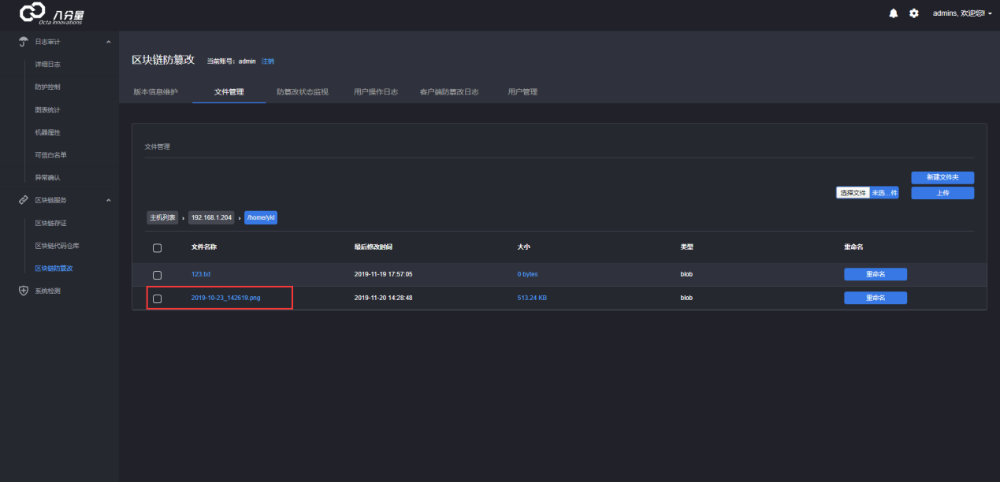 八分量
Octa Innovations
admins, 欢迎您!
日志审计
详细日志
防护控制
图表统计
机器属性
可信白名单
异常确认
区块链服务
区块链存证
区块链代码仓库
区块链防篡改
系统检测
区块链防篡改 当前账号：admin 注销
版本信息维护 文件管理 防篡改状态监视 用户操作日志 客户端防篡改日志 用户管理
文件管理
新建文件夹
选择文件 未选...件 上传
主机列表 › 192.168.1.204 › /home/ykl
文件名称 最后修改时间 大小 类型 重命名
123.txt 2019-11-19 17:57:05 0 bytes blob 重命名
2019-10-23_142619.png 2019-11-20 14:28:48 513.24 KB blob 重命名